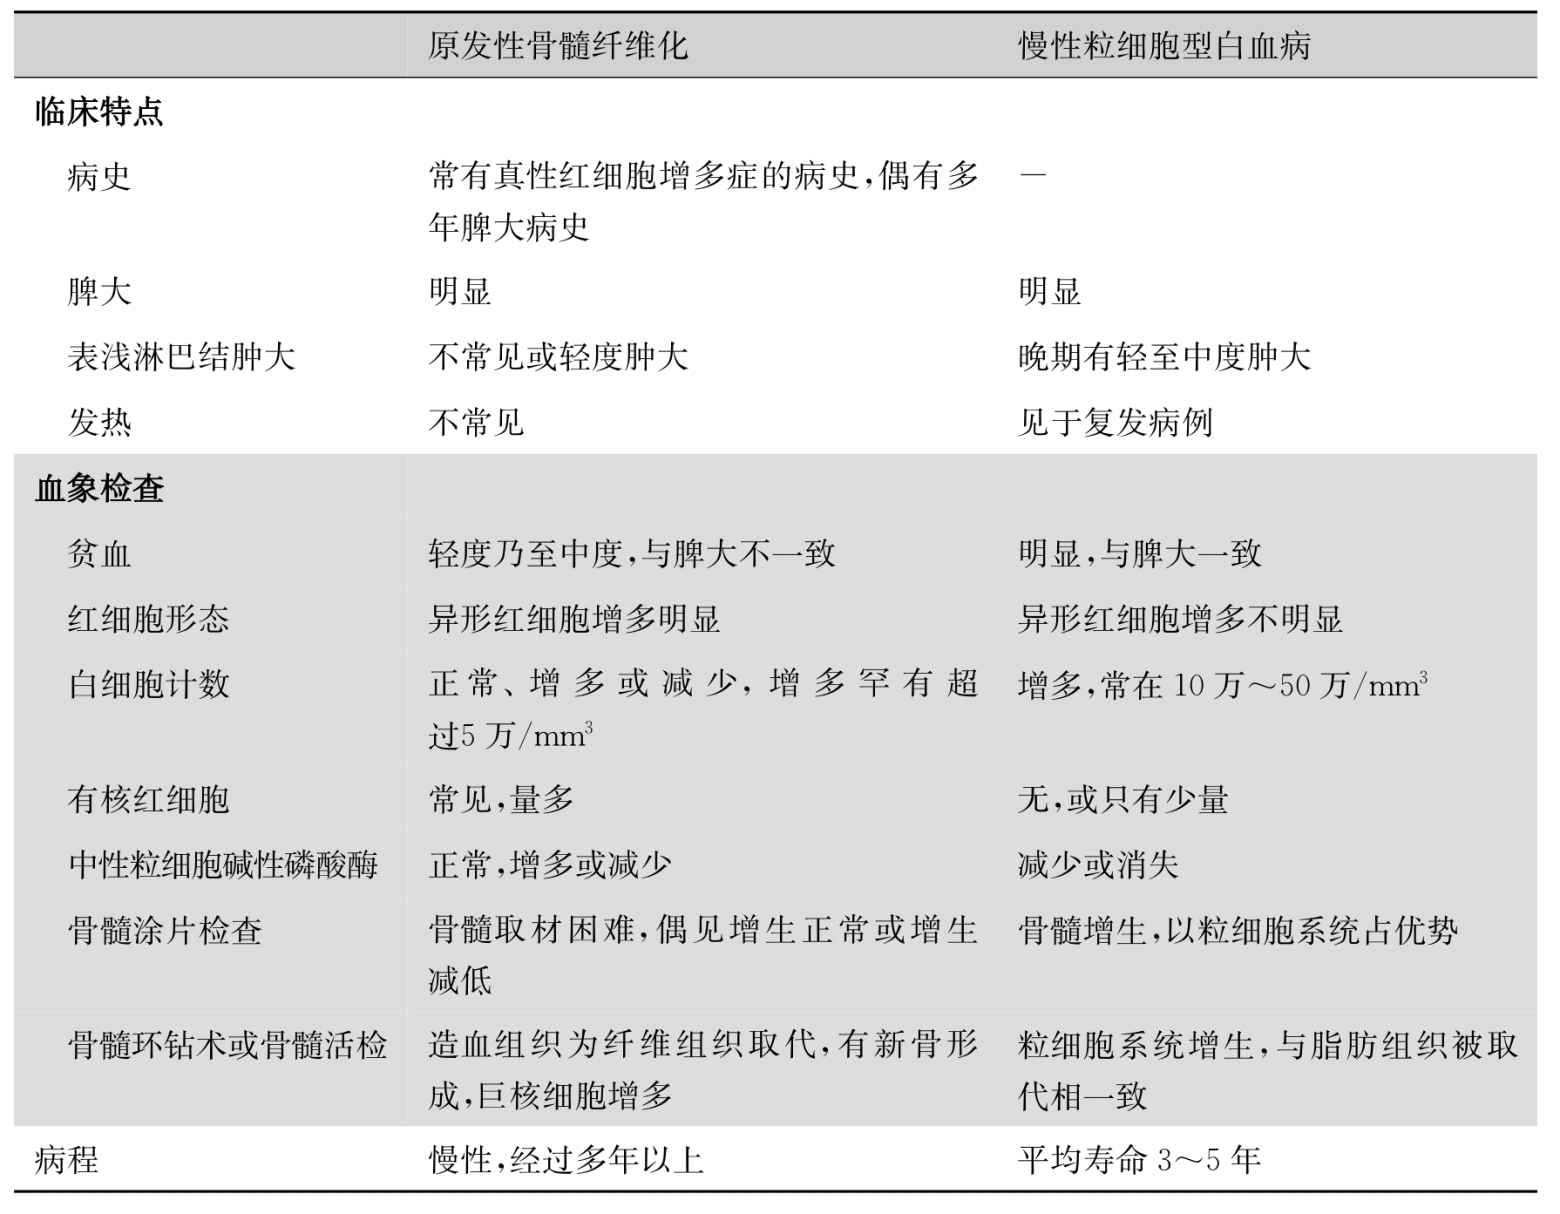 原发性骨髓纤维化 慢性粒细胞型白血病
临床特点
病史 常有真性红细胞增多症的病史,偶有多 —
年脾大病史
脾大 明显 明显
表浅淋巴结肿大 不常见或轻度肿大 晚期有轻至中度肿大
发热 不常见 见于复发病例
血象检查
贫血 轻度乃至中度,与脾大不一致 明显,与脾大一致
红细胞形态 异形红细胞增多明显 异形红细胞增多不明显
白细胞计数 正常、增多或减少,增多罕有超 增多,常在 10 万～50 万/mm³
过5 万/mm³
有核红细胞 常见,量多 无,或只有少量
中性粒细胞碱性磷酸酶 正常,增多或减少 减少或消失
骨髓涂片检查 骨髓取材困难,偶见增生正常或增生 骨髓增生,以粒细胞系统占优势
减低
骨髓环钻术或骨髓活检 造血组织为纤维组织取代,有新骨形 粒细胞系统增生,与脂肪组织被取
成,巨核细胞增多 代相一致
病程 慢性,经过多年以上 平均寿命 3～5 年